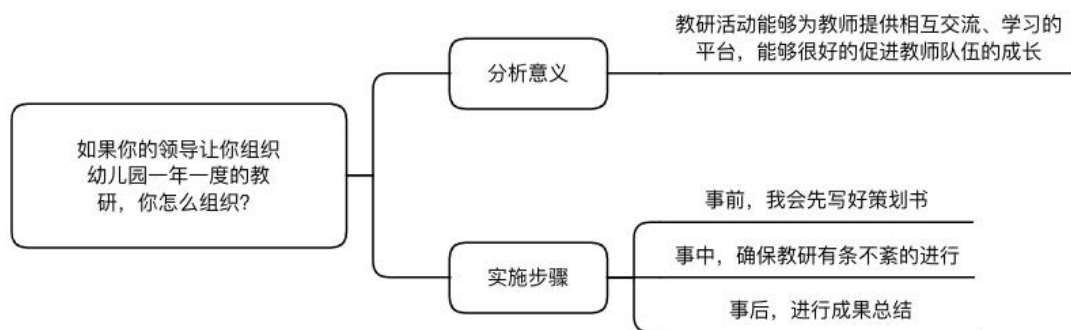 如果你的领导让你组织
幼儿园一年一度的教
研，你怎么组织？
分析意义
教研活动能够为教师提供相互交流、学习的
平台，能够很好的促进教师队伍的成长
实施步骤
事前，我会先写好策划书
事中，确保教研有条不紊的进行
事后，进行成果总结